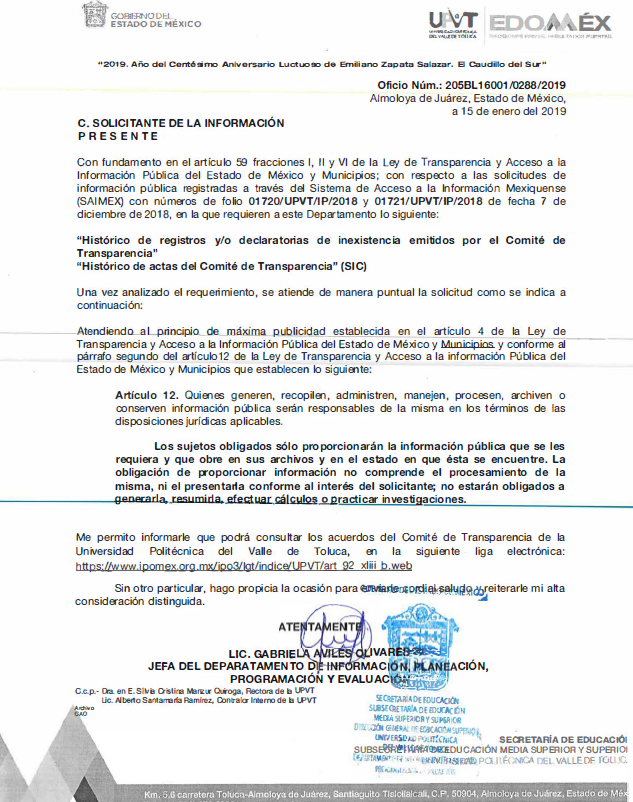 GOBIERNO DEL
ESTADO DE MÉXICO
UPVT
UNIVERSIDAD POLITÉCNICA
DEL VALLE DE TOLUCA
EDOMÉX
DECISIONES FIRMES, RESULTADOS FUERTES.
“2019. Año del Centésimo Aniversario Luctuoso de Emiliano Zapata Salazar. El Caudillo del Sur”
Oficio Núm.: 205BL16001/0288/2019
Almoloya de Juárez, Estado de México,
a 15 de enero del 2019
C. SOLICITANTE DE LA INFORMACIÓN
P R E S E N T E
Con fundamento en el artículo 59 fracciones I, II y VI de la Ley de Transparencia y Acceso a la
Información Pública del Estado de México y Municipios; con respecto a las solicitudes de
información pública registradas a través del Sistema de Acceso a la Información Mexiquense
(SAIMEX) con números de folio 01720/UPVT/IP/2018 y 01721/UPVT/IP/2018 de fecha 7 de
diciembre de 2018, en la que requieren a este Departamento lo siguiente:
“Histórico de registros y/o declaratorias de inexistencia emitidos por el Comité de
Transparencia”
“Histórico de actas del Comité de Transparencia” (SIC)
Una vez analizado el requerimiento, se atiende de manera puntual la solicitud como se indica a
continuación:
Atendiendo al principio de máxima publicidad establecida en el artículo 4 de la Ley de
Transparencia y Acceso a la Información Pública del Estado de México y Municipios y conforme al
párrafo segundo del artículo12 de la Ley de Transparencia y Acceso a la información Pública del
Estado de México y Municipios que establecen lo siguiente:
Artículo 12. Quienes generen, recopilen, administren, manejen, procesen, archiven o
conserven información pública serán responsables de la misma en los términos de las
disposiciones jurídicas aplicables.
Los sujetos obligados sólo proporcionarán la información pública que se les
requiera y que obre en sus archivos y en el estado en que ésta se encuentre. La
obligación de proporcionar información no comprende el procesamiento de la
misma, ni el presentarla conforme al interés del solicitante; no estarán obligados a
generarla, resumirla, efectuar cálculos o practicar investigaciones.
Me permito informarle que podrá consultar los acuerdos del Comité de Transparencia de la
Universidad Politécnica del Valle de Toluca, en la siguiente liga electrónica:
https://www.ipomex.org.mx/ipo3/lgt/indice/UPVT/art_92_xliii_b.web
Sin otro particular, hago propicia la ocasión para enviarle cordial saludo y reiterarle mi alta
consideración distinguida.
ATENTAMENTE
LIC. GABRIELA AVILES OLIVARES
JEFA DEL DEPARATAMENTO DE INFORMACIÓN, PLANEACIÓN,
PROGRAMACIÓN Y EVALUACIÓN
C.c.p.- Dra. en E. Silvia Cristina Manzur Quiroga, Rectora de la UPVT
Lic. Alberto Santamaría Ramírez, Contralor Interno de la UPVT
Archivo
GAO
SECRETARÍA DE EDUCACIÓN
SUBSECRETARÍA DE EDUCACIÓN
MEDIA SUPERIOR Y SUPERIOR
DIRECCIÓN GENERAL DE EDUCACIÓN SUPERIOR
UNIVERSIDAD POLITÉCNICA
DEL VALLE DE TOLUCA
SECRETARÍA DE EDUCACIÓ
SUBSECRETARÍA DE EDUCACIÓN MEDIA SUPERIOR Y SUPERIO
UNIVERSIDAD POLITÉCNICA DEL VALLE DE TOLUC
Km. 5.6 carretera Toluca-Almoloya de Juárez, Santiaguito Tlalcilalcali, C.P. 50904, Almoloya de Juárez, Estado de Méx